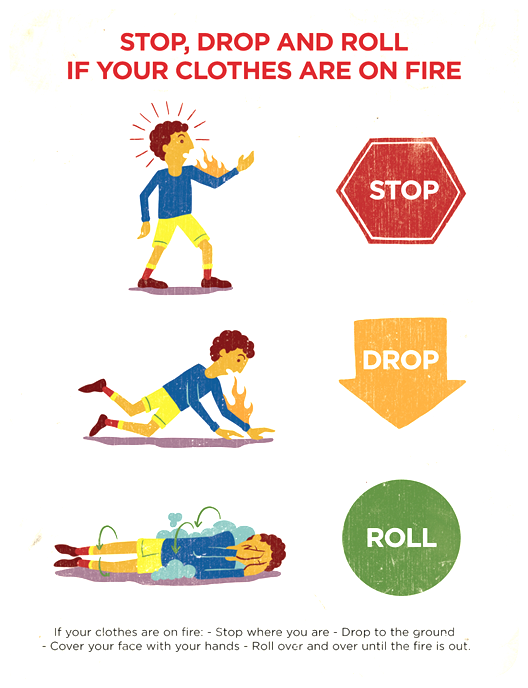 STOP, DROP AND ROLL
IF YOUR CLOTHES ARE ON FIRE
STOP
DROP
ROLL
If your clothes are on fire: - Stop where you are - Drop to the ground
- Cover your face with your hands - Roll over and over until the fire is out.